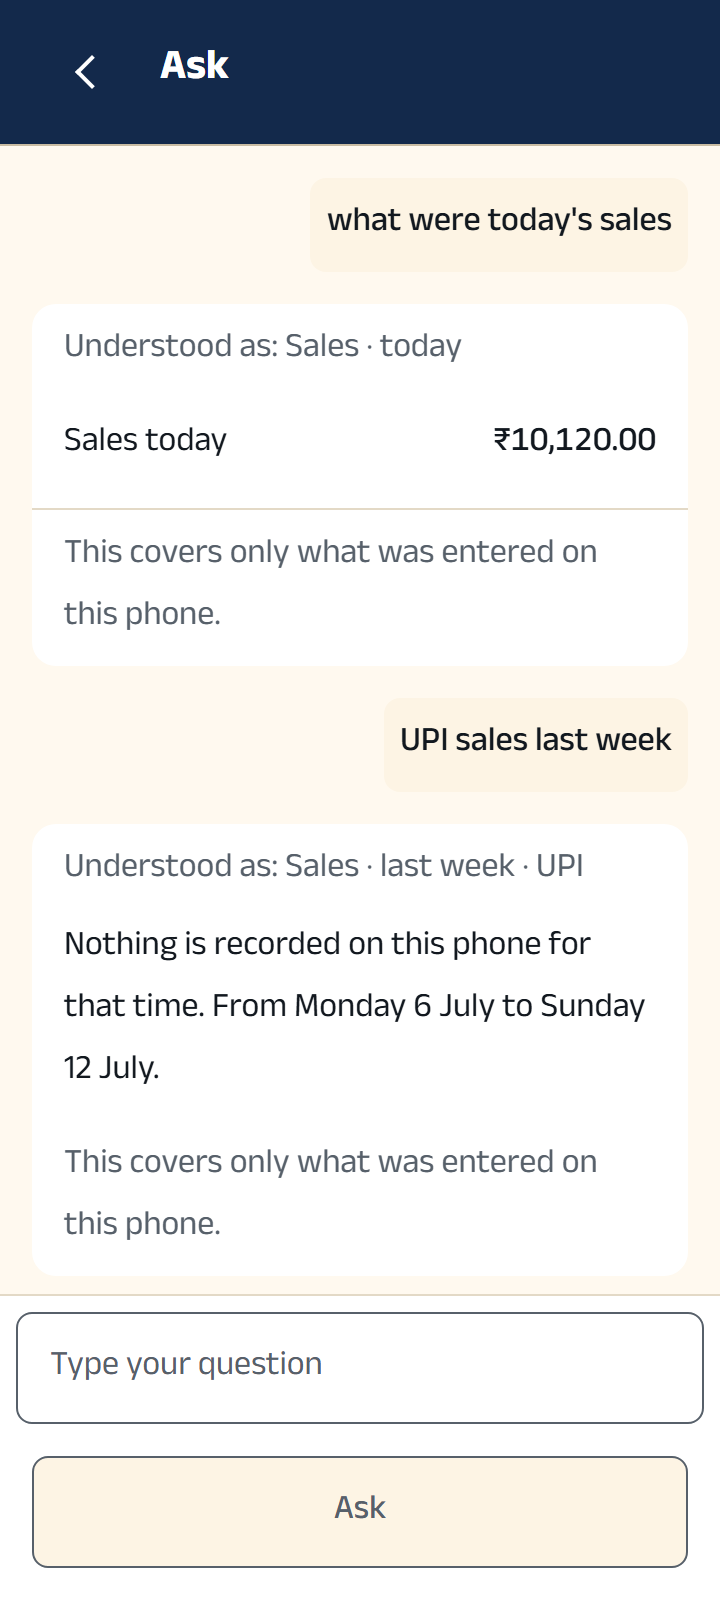 Ask
what were today's sales
Understood as: Sales · today
Sales today ₹10,120.00
This covers only what was entered on
this phone.
UPI sales last week
Understood as: Sales · last week · UPI
Nothing is recorded on this phone for
that time. From Monday 6 July to Sunday
12 July.
This covers only what was entered on
this phone.
Type your question
Ask